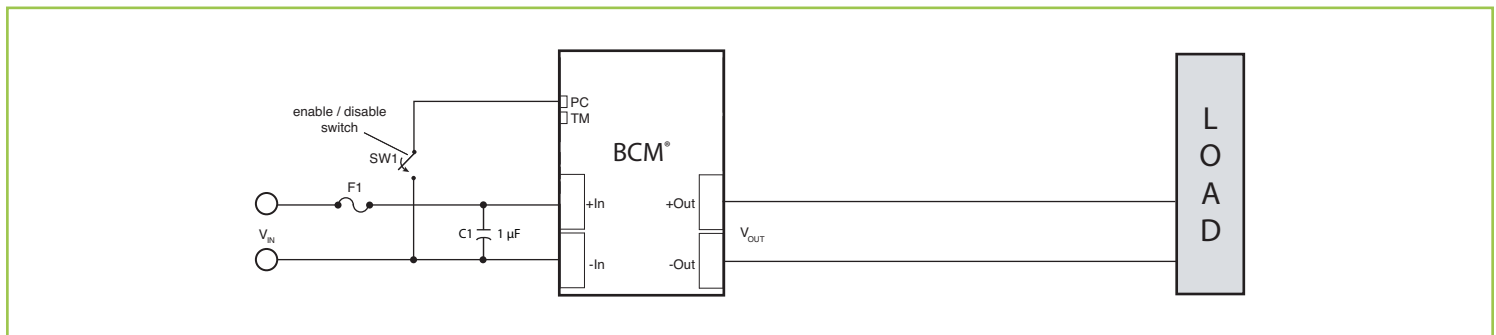 enable / disable
switch
SW1
F1
V_IN
C1
1 µF
PC
TM
BCM®
+In
-In
+Out
-Out
V_OUT
L
O
A
D